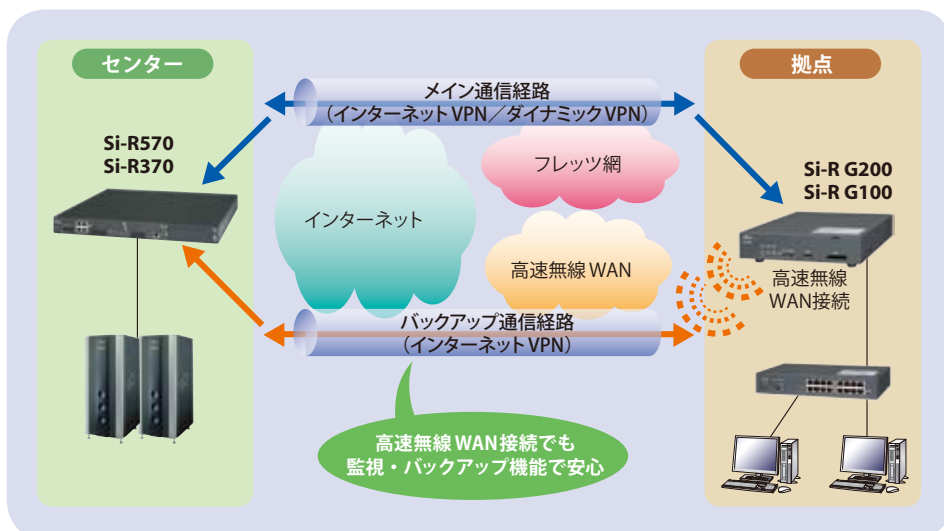 センター
拠点
メイン通信経路
（インターネットVPN／ダイナミックVPN）
Si-R570
Si-R370
フレッツ網
Si-R G200
Si-R G100
インターネット
高速無線WAN
高速無線
WAN接続
バックアップ通信経路
（インターネットVPN）
高速無線WAN接続でも
監視・バックアップ機能で安心